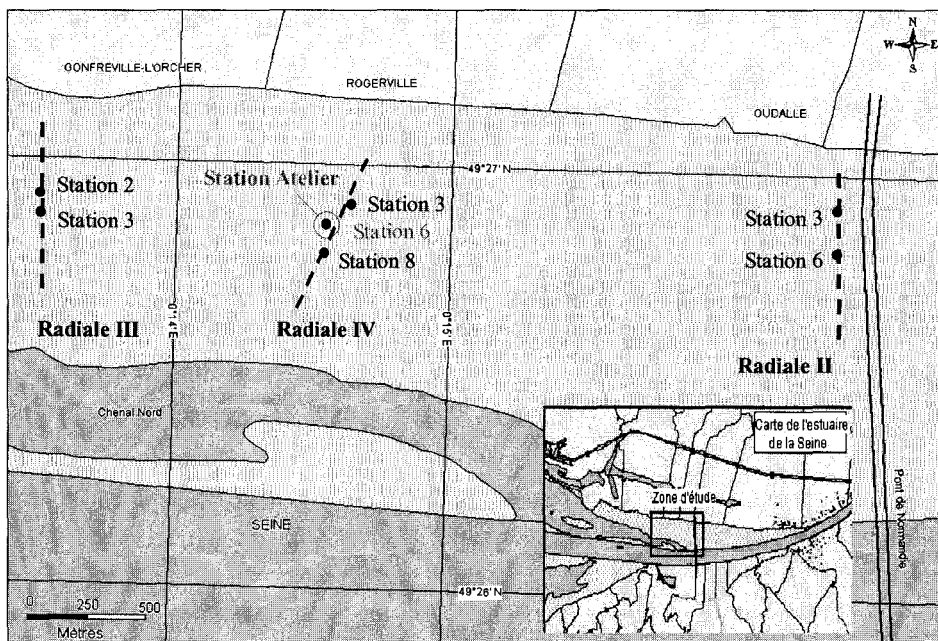 N
W E
S
GONFREVILLE-L'ORCHER
ROGERVILLE
OUDALLE
49°27' N
Station 2
Station 3
Station Atelier
Station 3
Station 6
Station 8
Station 3
Station 6
0°14'E
0°15' E
Radiale III
Radiale IV
Radiale II
Chenal Nord
SEINE
Carte de l'estuaire
de la Seine
Zone d'étude
Pont de Normandie
49°26' N
0 250 500
Mètres